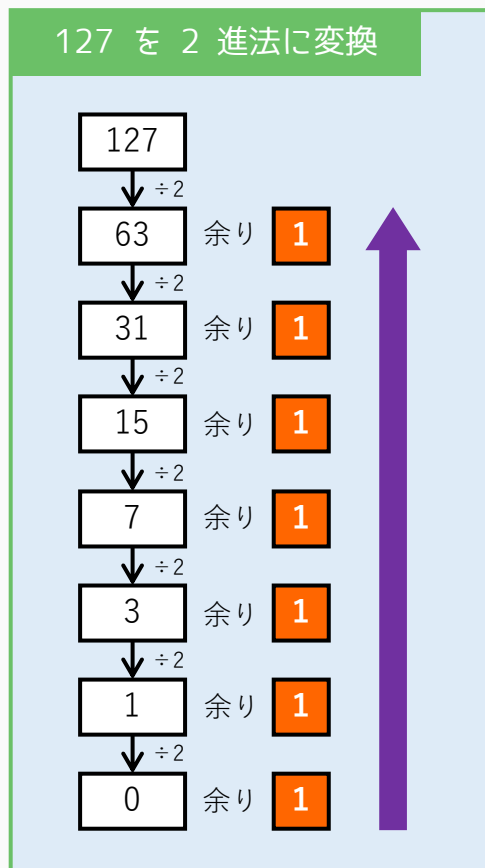 127 を 2 進法に変換
127
÷2
63 余り 1
÷2
31 余り 1
÷2
15 余り 1
÷2
7 余り 1
÷2
3 余り 1
÷2
1 余り 1
÷2
0 余り 1